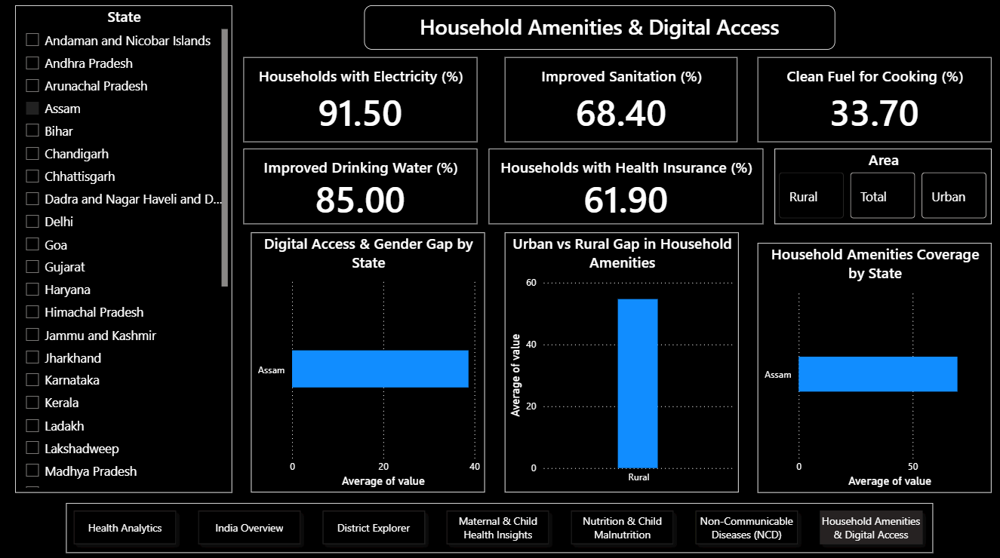 State
Andaman and Nicobar Islands
Andhra Pradesh
Arunachal Pradesh
Assam
Bihar
Chandigarh
Chhattisgarh
Dadra and Nagar Haveli and D...
Delhi
Goa
Gujarat
Haryana
Himachal Pradesh
Jammu and Kashmir
Jharkhand
Karnataka
Kerala
Ladakh
Lakshadweep
Madhya Pradesh
Household Amenities & Digital Access
Households with Electricity (%)
91.50
Improved Sanitation (%)
68.40
Clean Fuel for Cooking (%)
33.70
Improved Drinking Water (%)
85.00
Households with Health Insurance (%)
61.90
Area
Rural
Total
Urban
Digital Access & Gender Gap by
State
Assam
0
20
40
Average of value
Urban vs Rural Gap in Household
Amenities
Average of value
60
40
20
0
Rural
Household Amenities Coverage
by State
Assam
0
50
Average of value
Health Analytics
India Overview
District Explorer
Maternal & Child
Health Insights
Nutrition & Child
Malnutrition
Non-Communicable
Diseases (NCD)
Household Amenities
& Digital Access